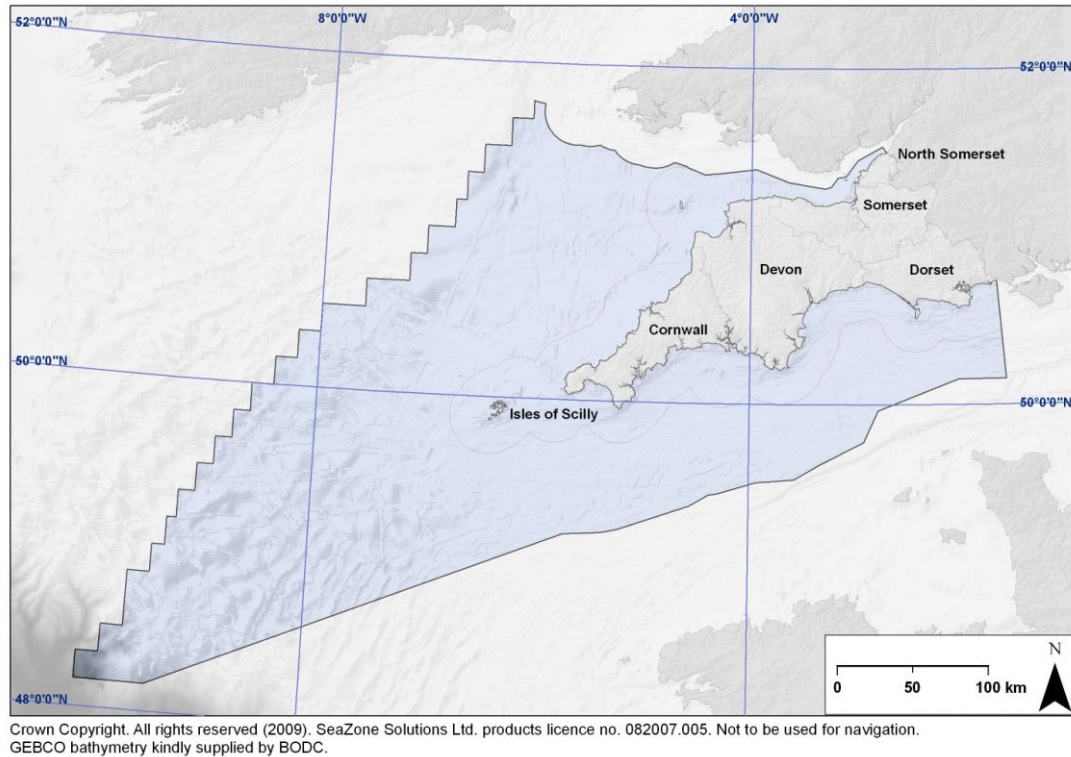 52°0'0"N
8°0'0"W
4°0'0"W
52°0'0"N
North Somerset
Somerset
Devon
Dorset
Cornwall
50°0'0"N
50°0'0"N
Isles of Scilly
48°0'0"N
N
0 50 100 km
Crown Copyright. All rights reserved (2009). SeaZone Solutions Ltd. products licence no. 082007.005. Not to be used for navigation.
GEBCO bathymetry kindly supplied by BODC.